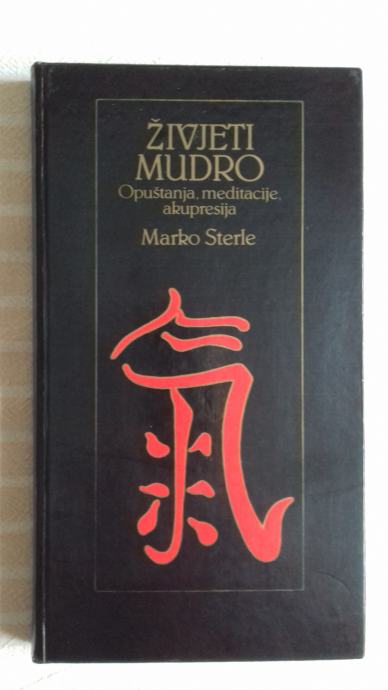 ŽIVJETI
MUDRO
Opuštanja, meditacije,
akupresija
Marko Sterle
氣